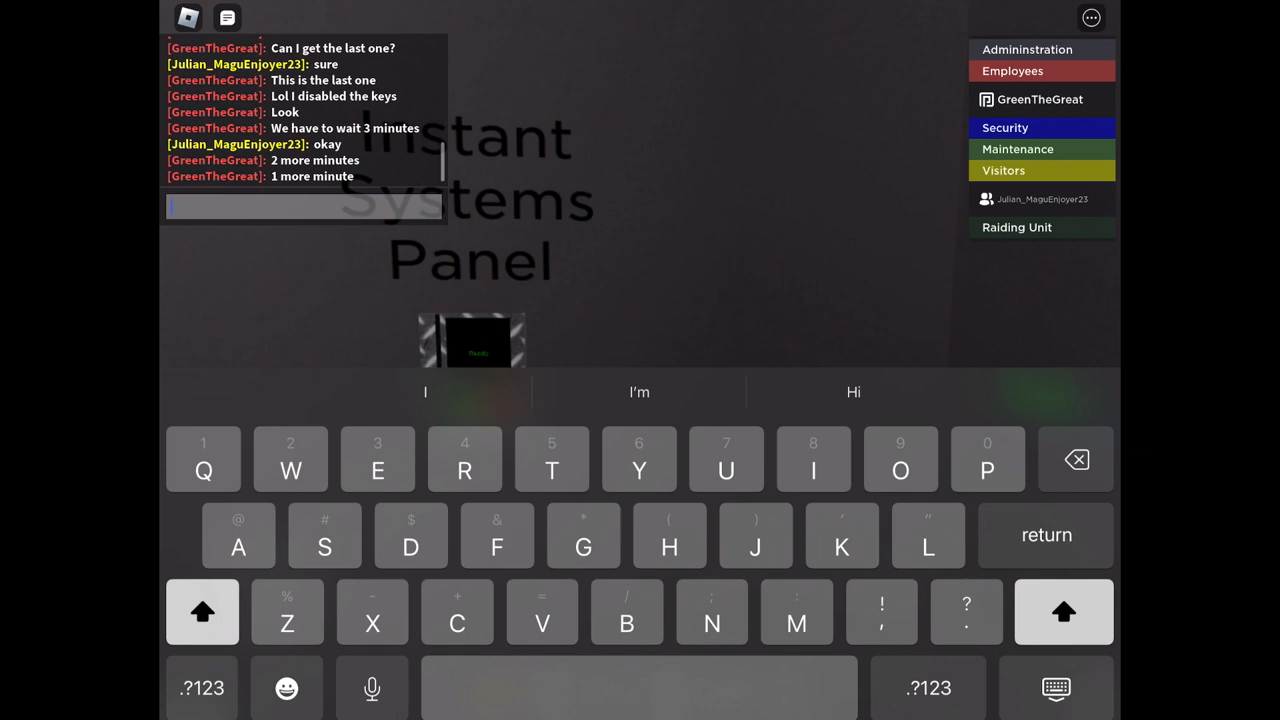 [GreenTheGreat]: Can I get the last one?
[Julian_MaguEnjoyer23]: sure
[GreenTheGreat]: This is the last one
[GreenTheGreat]: Lol I disabled the keys
[GreenTheGreat]: Look
[GreenTheGreat]: We have to wait 3 minutes
[Julian_MaguEnjoyer23]: okay
[GreenTheGreat]: 2 more minutes
[GreenTheGreat]: 1 more minute
Admininstration
Employees
GreenTheGreat
Security
Maintenance
Visitors
Julian_MaguEnjoyer23
Raiding Unit
Instant
Systems
Panel
Ready
I I'm Hi
1 2 3 4 5 6 7 8 9 0
Q W E R T Y U I O P
@ # $ & * ( ) ' "
A S D F G H J K L return
% - + = / ; : ! ?
Z X C V B N M , .
.?123 .?123